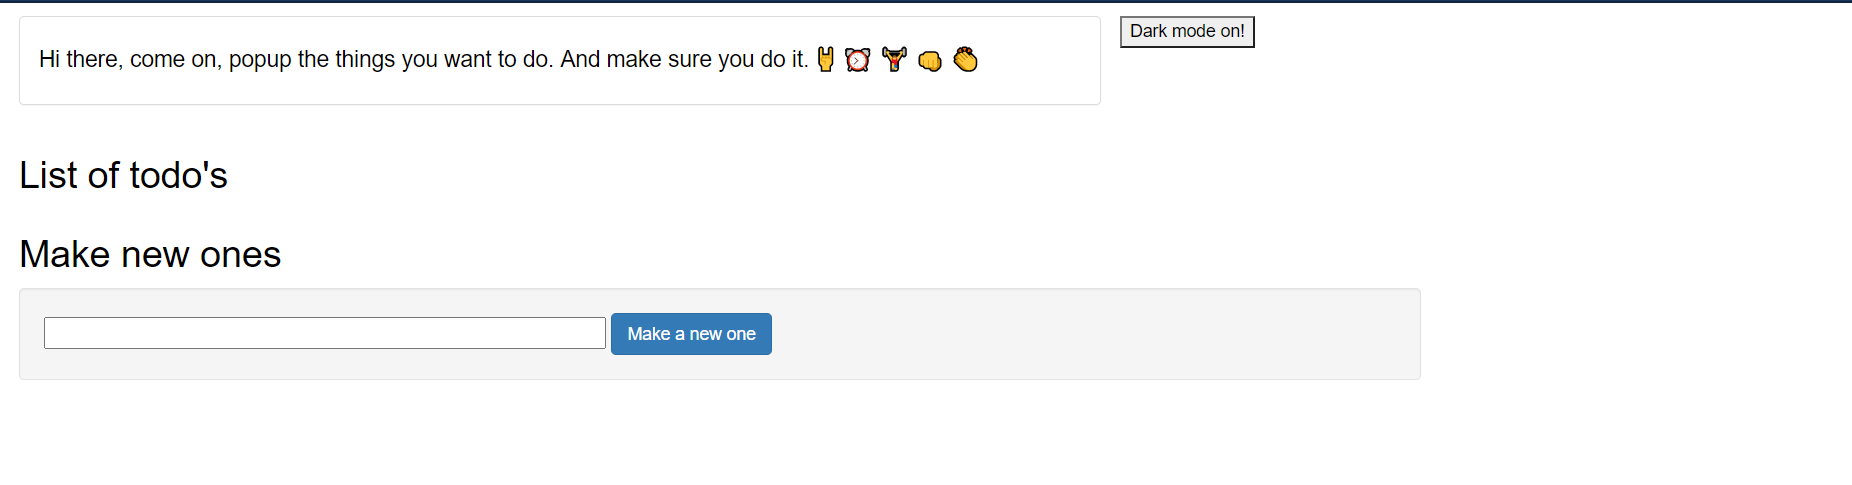 Hi there, come on, popup the things you want to do. And make sure you do it. 🤘 ⏰ 🏋 👊 👏
Dark mode on!
List of todo's
Make new ones
Make a new one